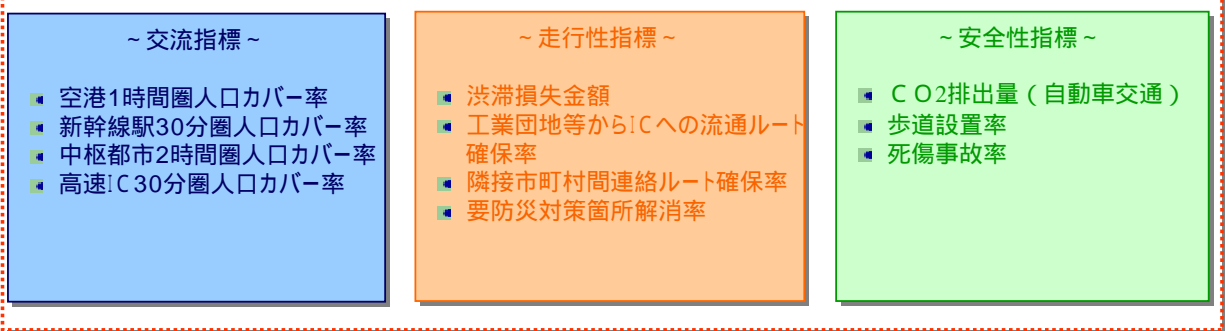 ~交流指標~
空港1時間圏人口カバー率
新幹線駅30分圏人口カバー率
中枢都市2時間圏人口カバー率
高速IC30分圏人口カバー率
~走行性指標~
渋滞損失金額
工業団地等からICへの流通ルート
確保率
隣接市町村間連絡ルート確保率
要防災対策箇所解消率
~安全性指標~
CO2排出量(自動車交通)
歩道設置率
死傷事故率